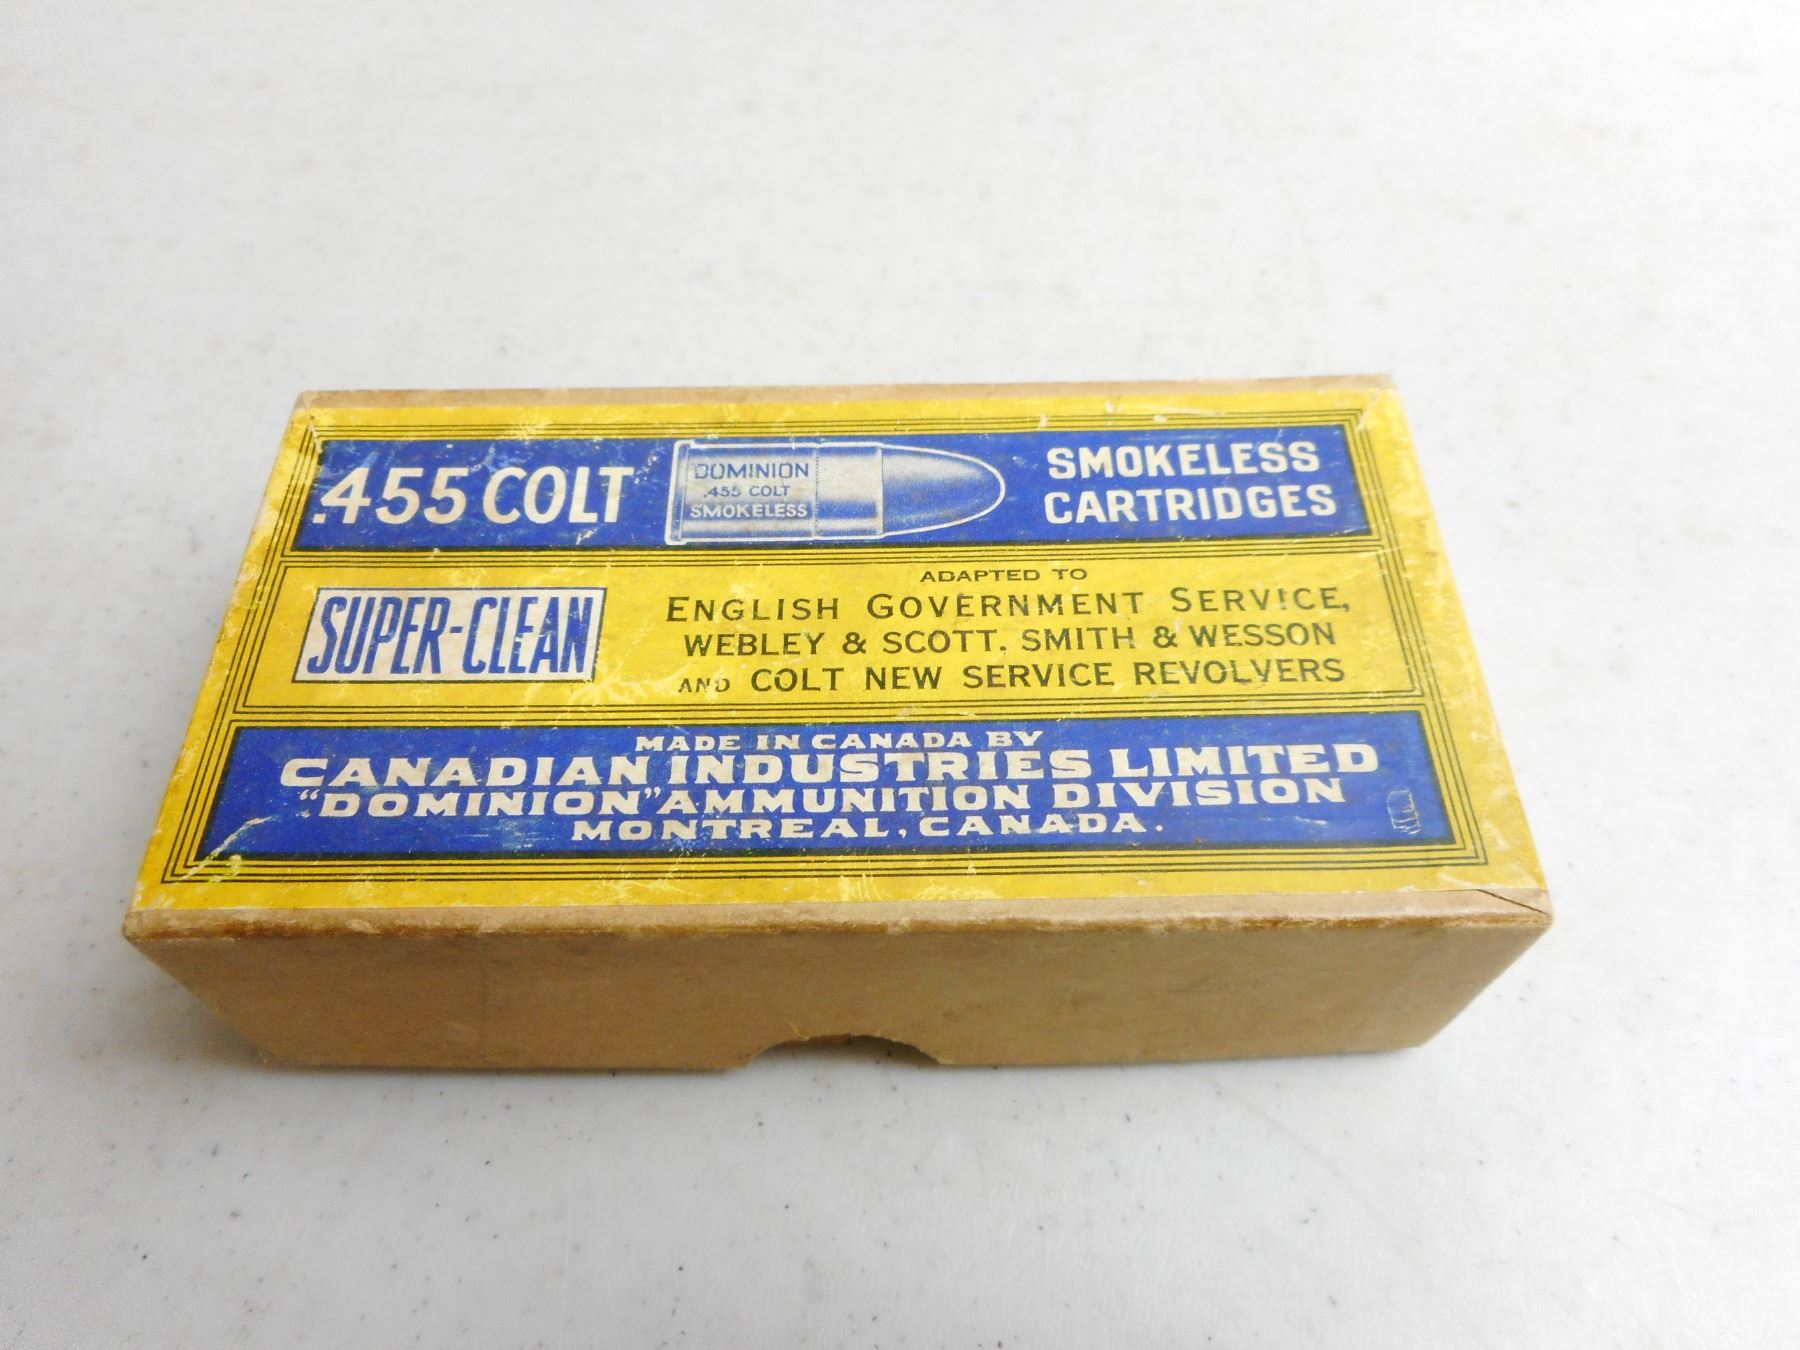 .455 COLT
DOMINION
.455 COLT
SMOKELESS
SMOKELESS
CARTRIDGES
SUPER-CLEAN
ADAPTED TO
ENGLISH GOVERNMENT SERVICE,
WEBLEY & SCOTT, SMITH & WESSON
AND COLT NEW SERVICE REVOLVERS
MADE IN CANADA BY
CANADIAN INDUSTRIES LIMITED
"DOMINION" AMMUNITION DIVISION
MONTREAL, CANADA.